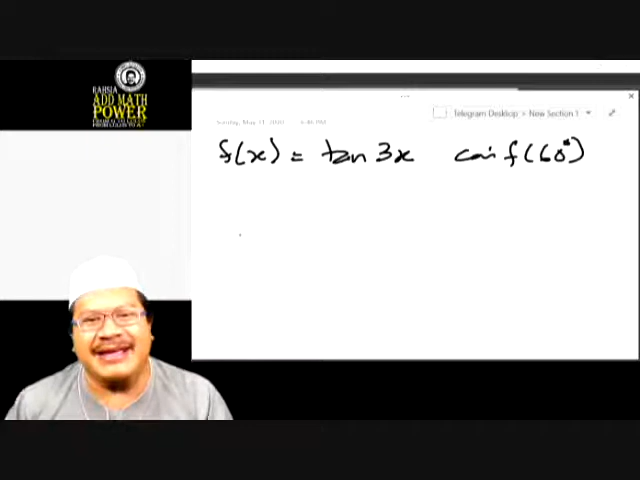 RAHSIA
ADD MATH
POWER
Telegram Desktop > New Section 1
f(x) = tan 3x cari f(60°)